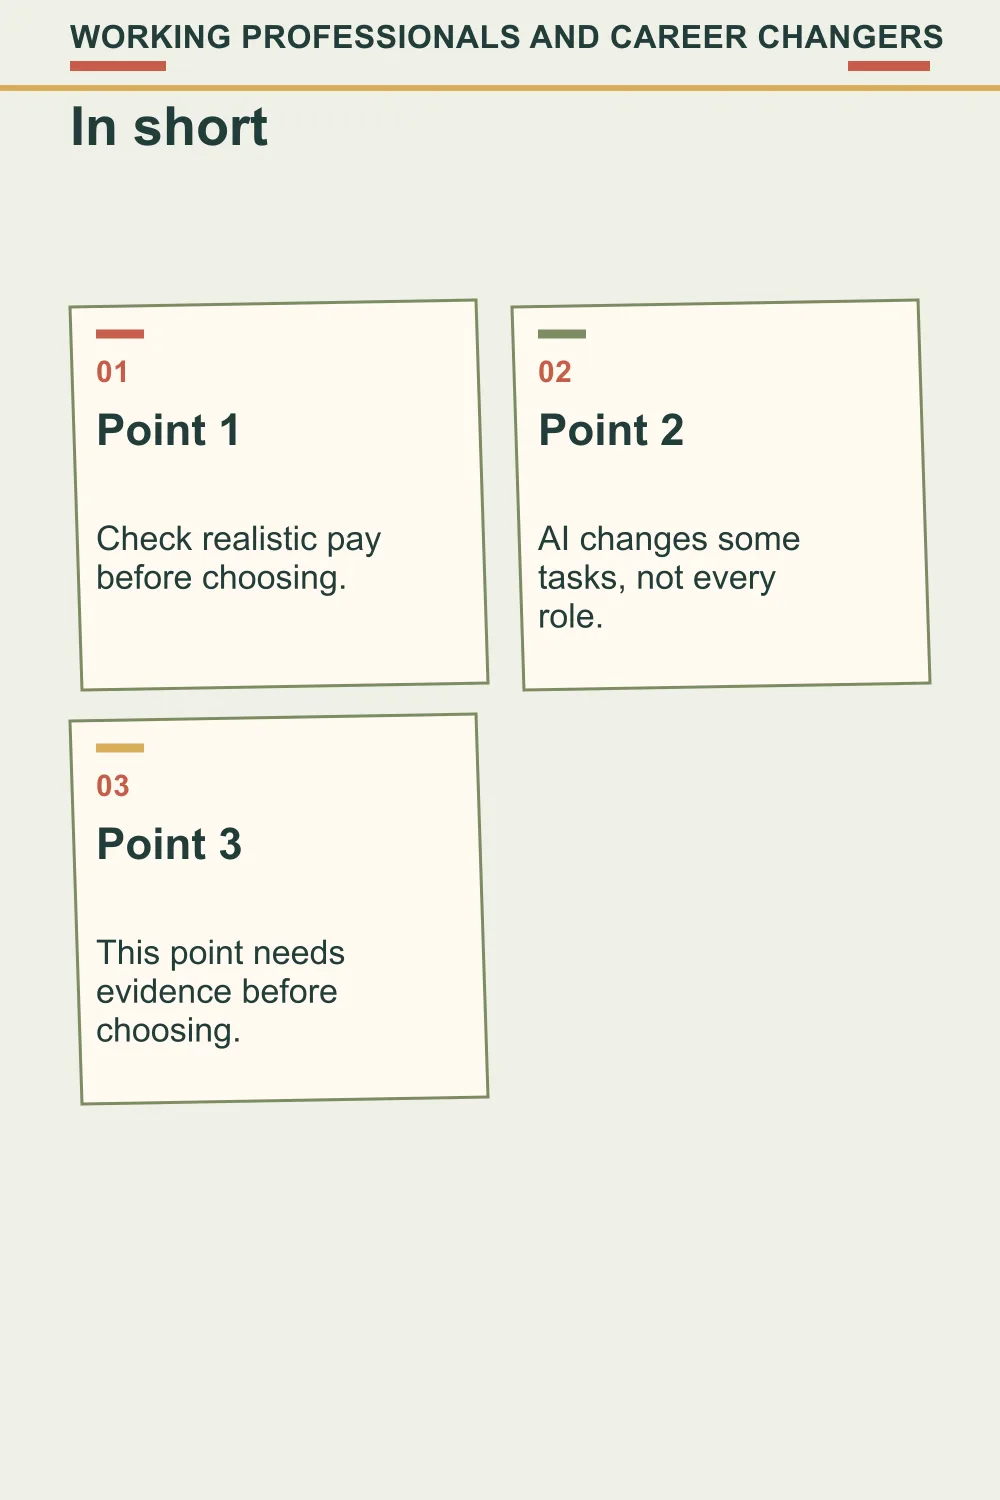 WORKING PROFESSIONALS AND CAREER CHANGERS
In short
01
Point 1
Check realistic pay
before choosing.
02
Point 2
AI changes some
tasks, not every
role.
03
Point 3
This point needs
evidence before
choosing.